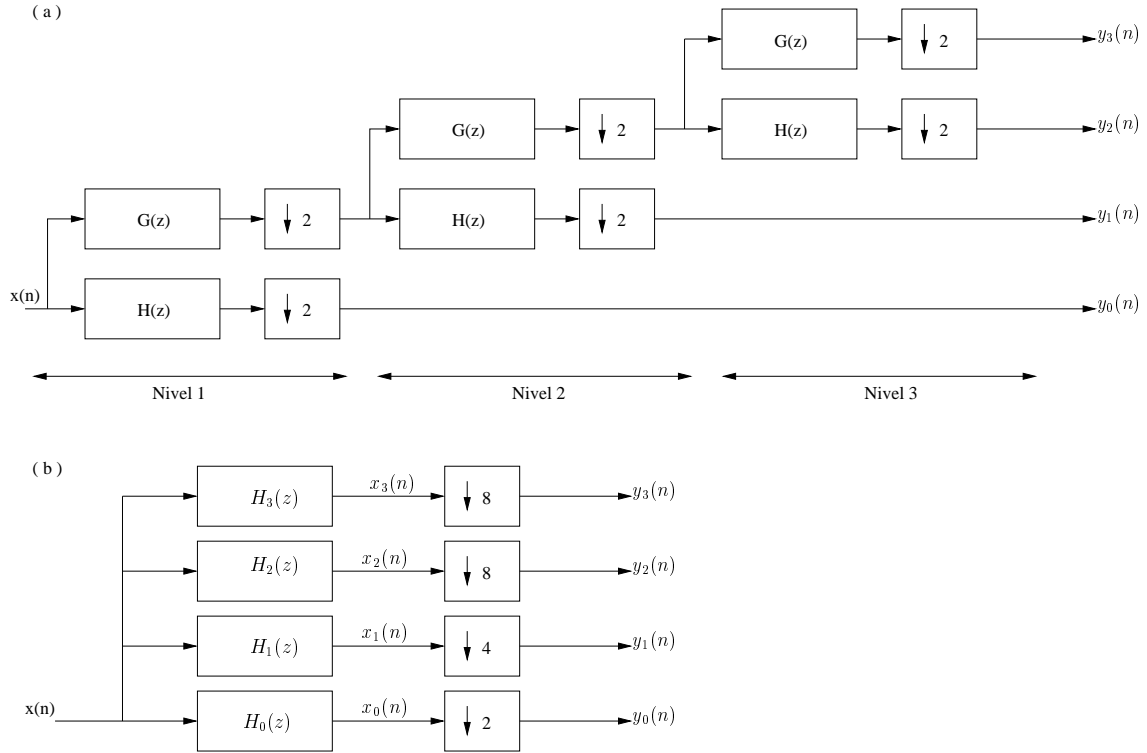 ( a )
G(z)
2
y₃(n)
G(z)
2
H(z)
2
y₂(n)
G(z)
2
H(z)
2
y₁(n)
x(n)
H(z)
2
y₀(n)
Nivel 1
Nivel 2
Nivel 3
( b )
H₃(z)
x₃(n)
8
y₃(n)
H₂(z)
x₂(n)
8
y₂(n)
H₁(z)
x₁(n)
4
y₁(n)
x(n)
H₀(z)
x₀(n)
2
y₀(n)